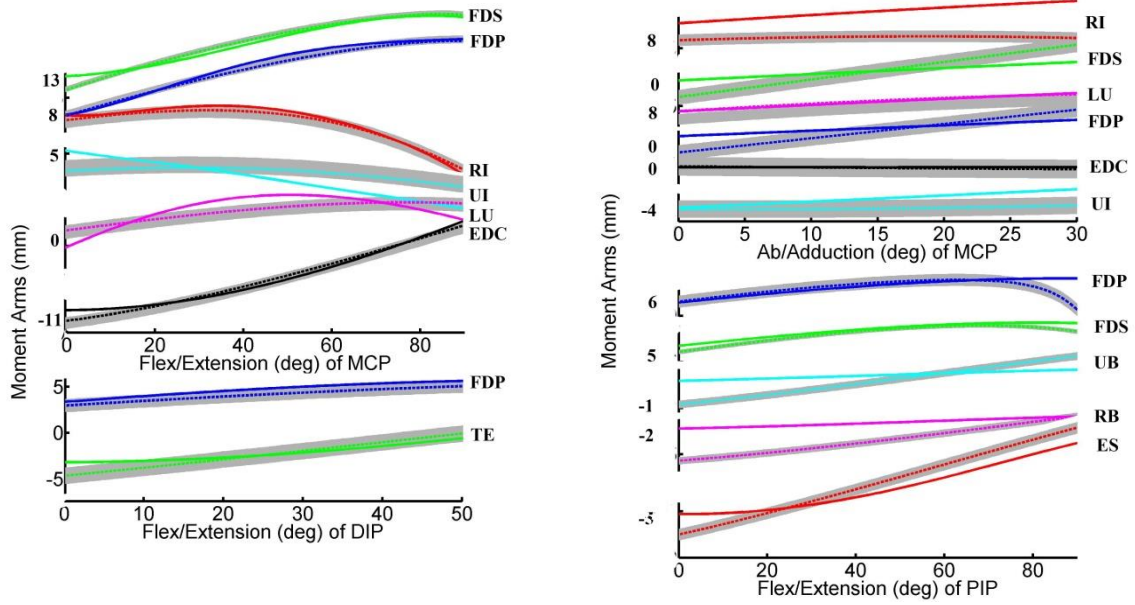 Moment Arms (mm)
13
8
5
0
-11
FDS
FDP
RI
UI
LU
EDC
0 20 40 60 80
Flex/Extension (deg) of MCP
5
0
-5
FDP
TE
0 10 20 30 40 50
Flex/Extension (deg) of DIP
Moment Arms (mm)
8
0
8
0
0
-4
RI
FDS
LU
FDP
EDC
UI
0 5 10 15 20 25 30
Ab/Adduction (deg) of MCP
6
5
-1
-2
-5
FDP
FDS
UB
RB
ES
0 20 40 60 80
Flex/Extension (deg) of PIP